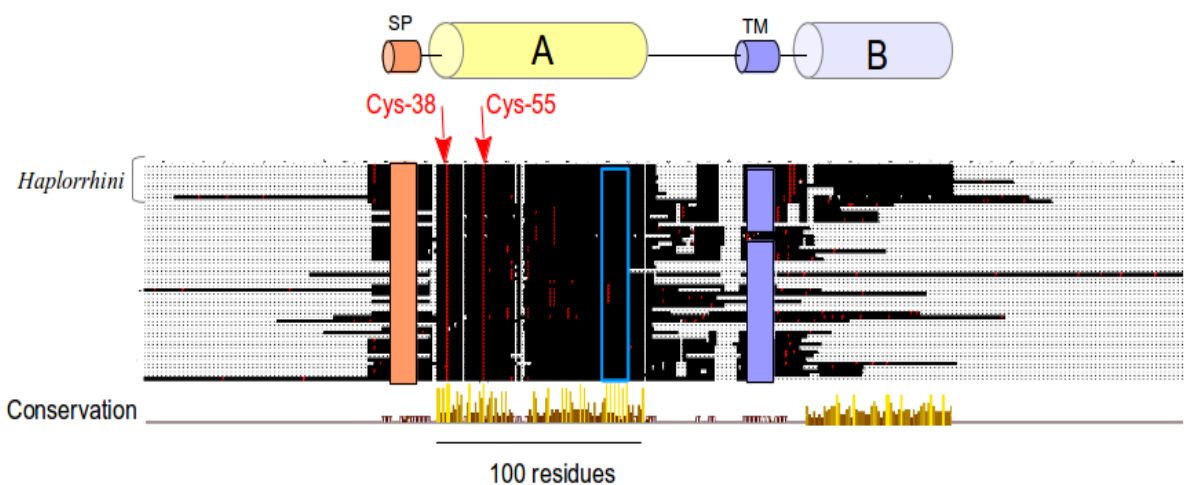 SP
TM
A
B
Cys-38
Cys-55
Haplorrhini
Conservation
100 residues